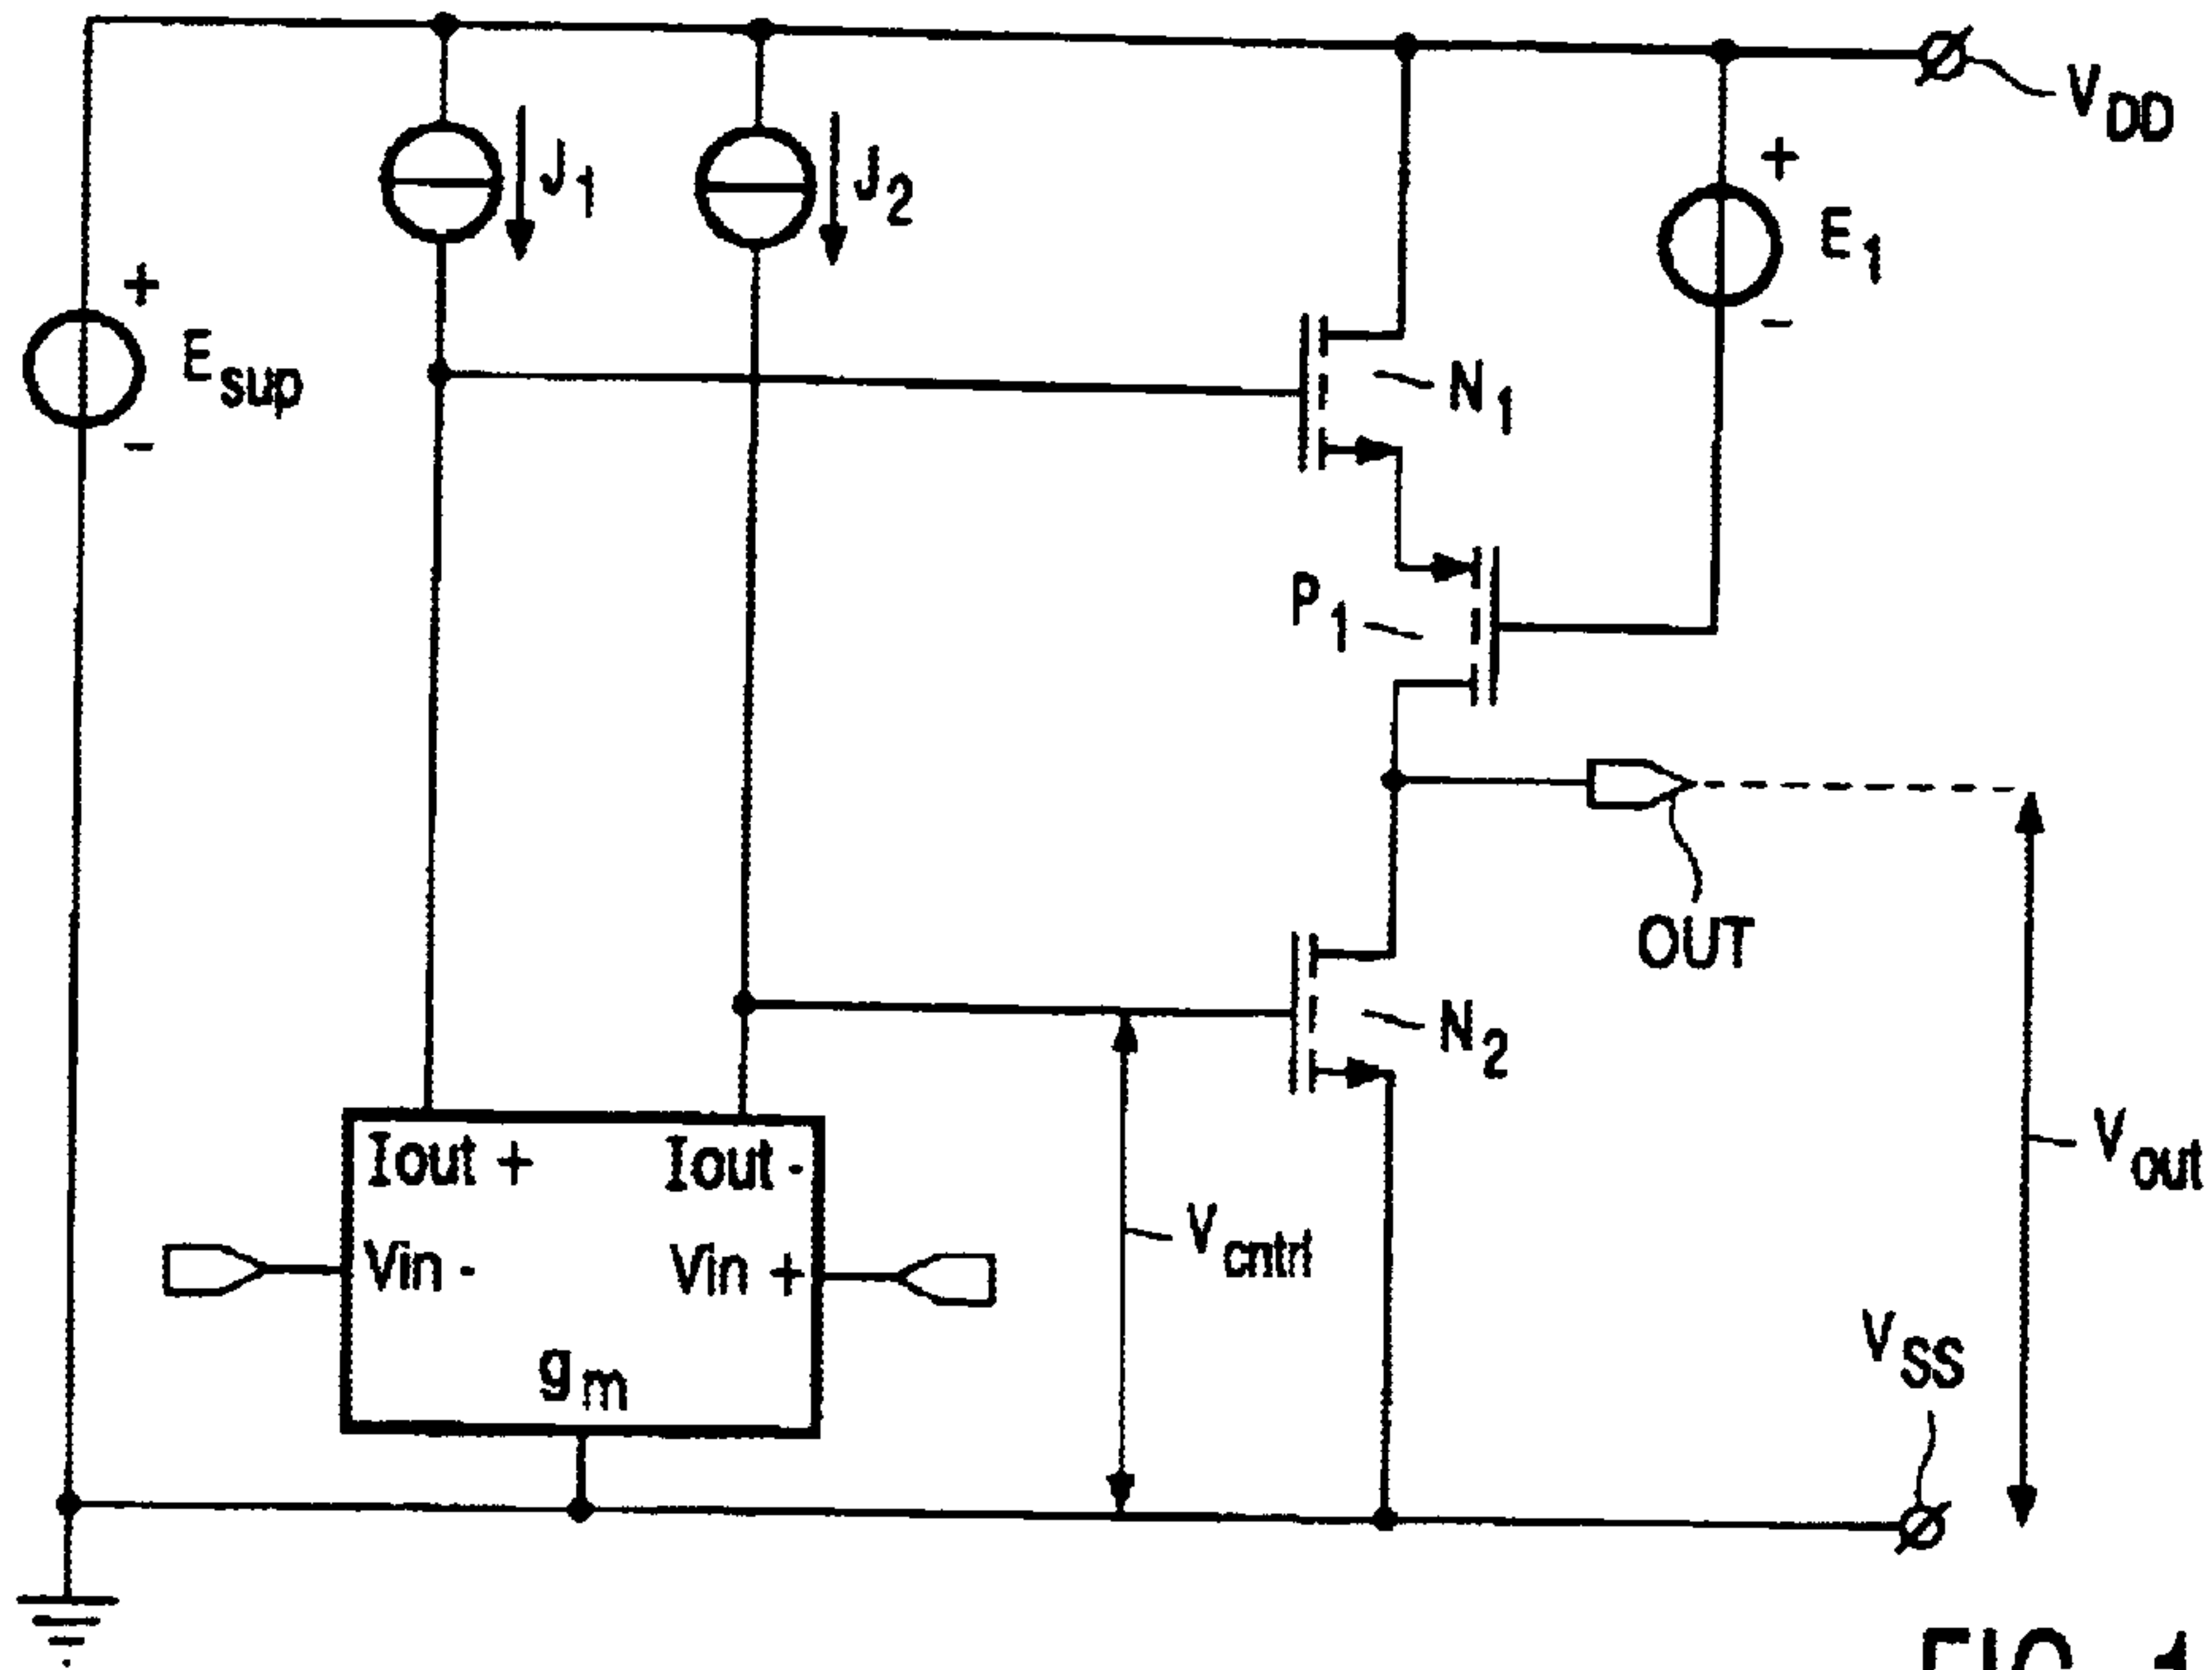 V_DD
J_1
J_2
+
E_1
-
+
E_sup
-
N_1
P_1
OUT
N_2
Iout + Iout -
Vin - Vin +
g_m
V_cntrl
V_out
V_SS
FIG. 1